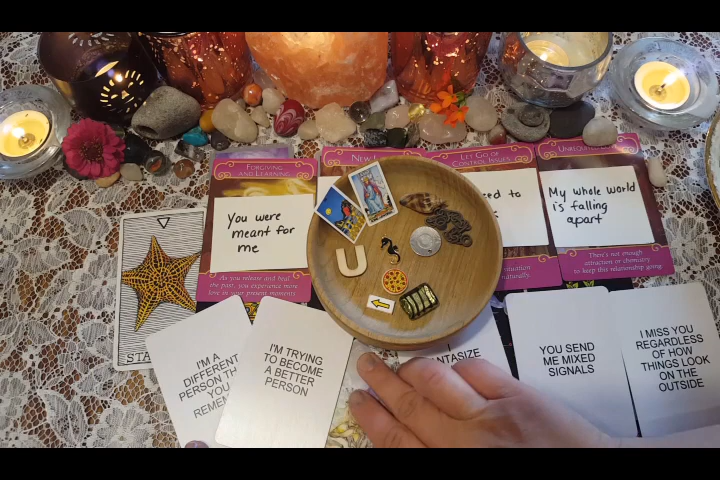 FORGIVING
AND LEARNING
You were
meant for
me
As you release and heal
the past, you experience more
love in your present moments
NEW
LET GO OF
CONTROL ISSUES
need to
My whole world
is falling
apart
There's not enough
attraction or chemistry
to keep this relationship going.
U
I'M A
DIFFERENT
PERSON
YOU
I'M TRYING
TO BECOME
A BETTER
PERSON
YOU SEND
ME MIXED
SIGNALS
I MISS YOU
REGARDLESS
OF HOW
THINGS LOOK
ON THE
OUTSIDE